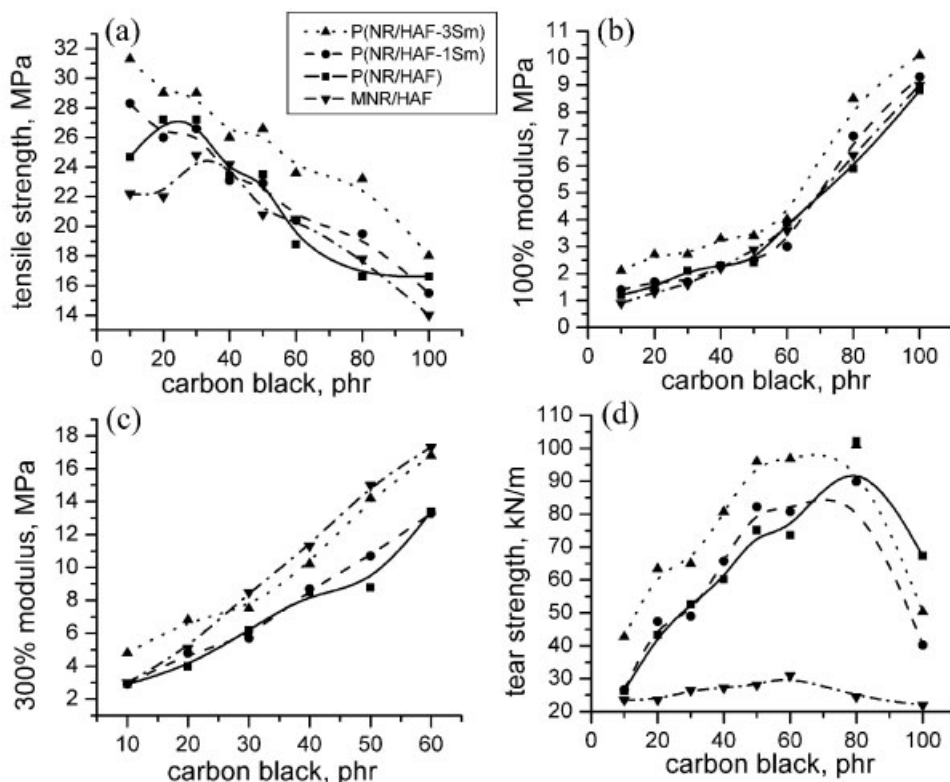 (a)
32
30
28
26
24
22
20
18
16
14
tensile strength, MPa
0 20 40 60 80 100
carbon black, phr
P(NR/HAF-3Sm)
P(NR/HAF-1Sm)
P(NR/HAF)
MNR/HAF
(b)
11
10
9
8
7
6
5
4
3
2
1
0
100% modulus, MPa
0 20 40 60 80 100
carbon black, phr
(c)
18
16
14
12
10
8
6
4
2
300% modulus, MPa
10 20 30 40 50 60
carbon black, phr
(d)
110
100
90
80
70
60
50
40
30
20
tear strength, kN/m
0 20 40 60 80 100
carbon black, phr